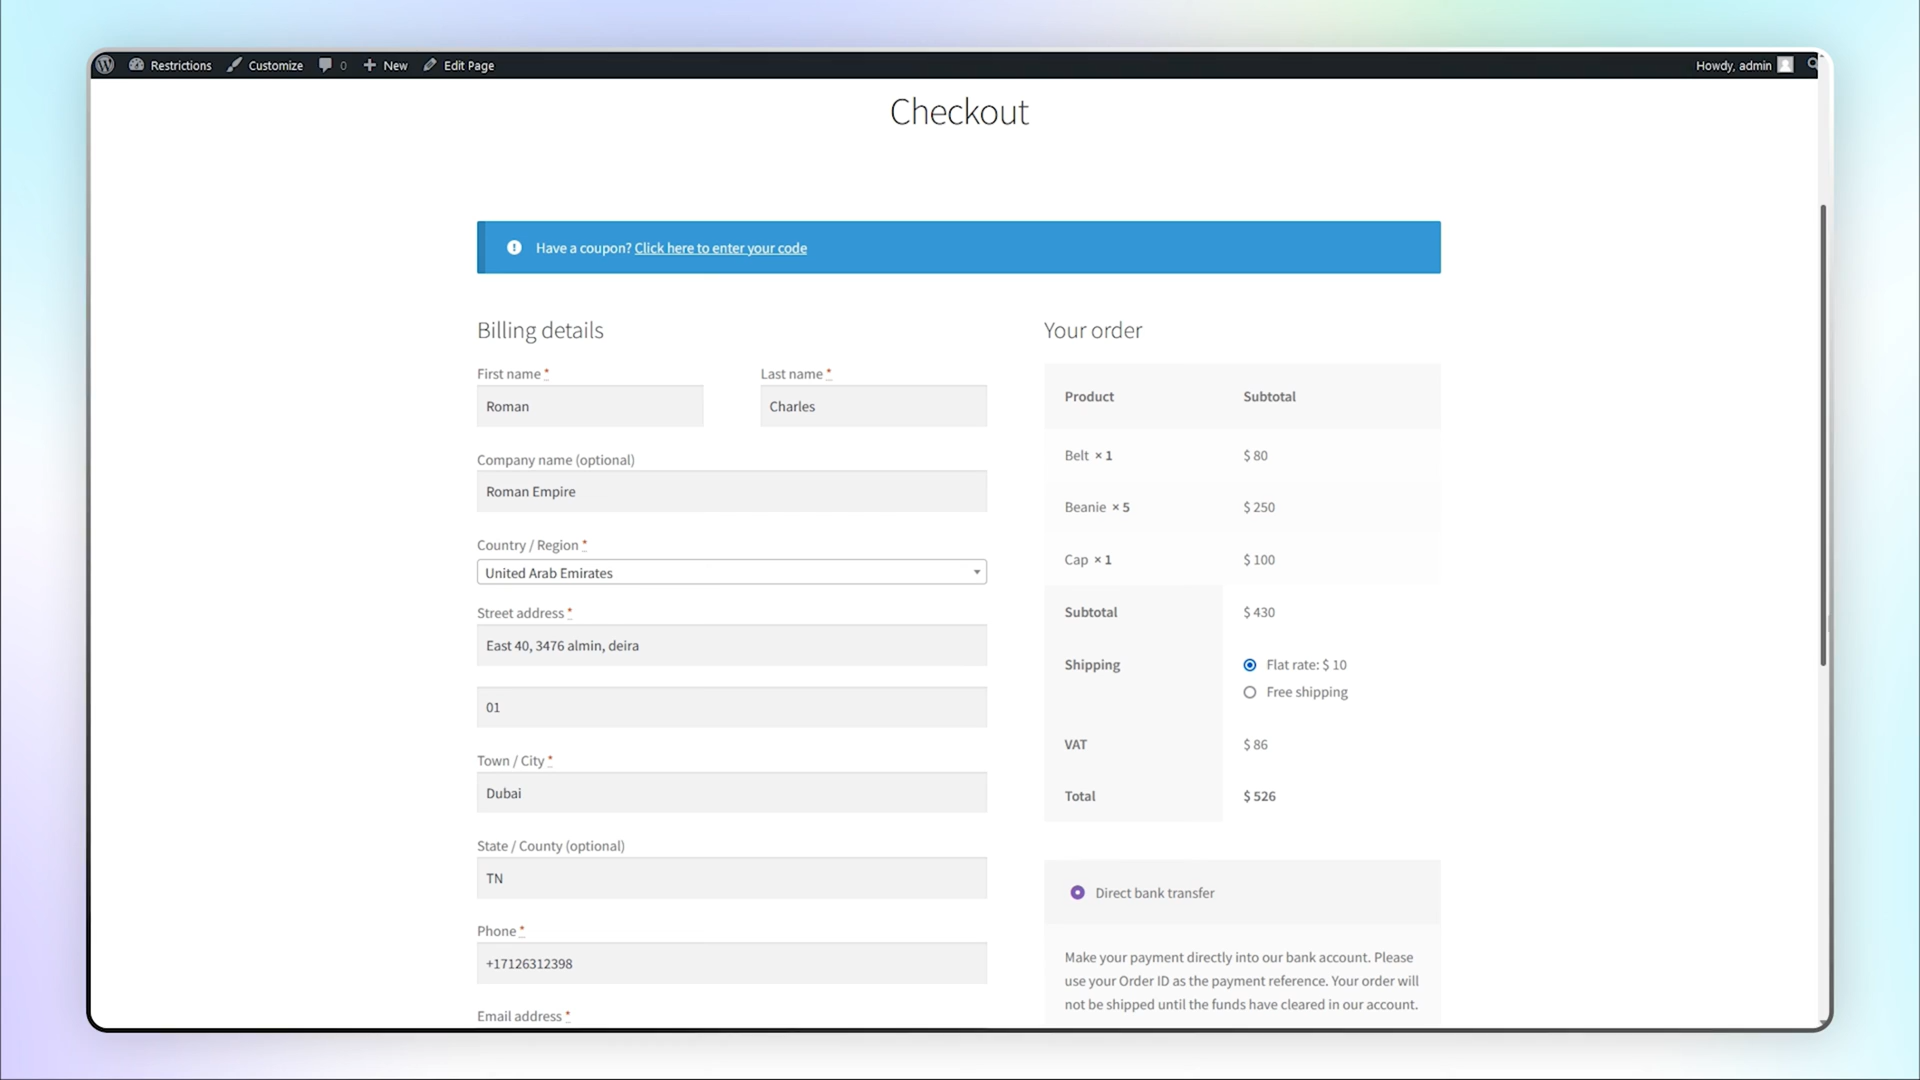 Restrictions Customize 0 New Edit Page Howdy, admin
Checkout
Have a coupon? Click here to enter your code
Billing details
First name * Last name *
Roman Charles
Company name (optional)
Roman Empire
Country / Region *
United Arab Emirates
Street address *
East 40, 3476 almin, deira
01
Town / City *
Dubai
State / County (optional)
TN
Phone *
+17126312398
Email address *
Your order
Product Subtotal
Belt × 1 $ 80
Beanie × 5 $ 250
Cap × 1 $ 100
Subtotal $ 430
Shipping Flat rate: $ 10
Free shipping
VAT $ 86
Total $ 526
Direct bank transfer
Make your payment directly into our bank account. Please
use your Order ID as the payment reference. Your order will
not be shipped until the funds have cleared in our account.